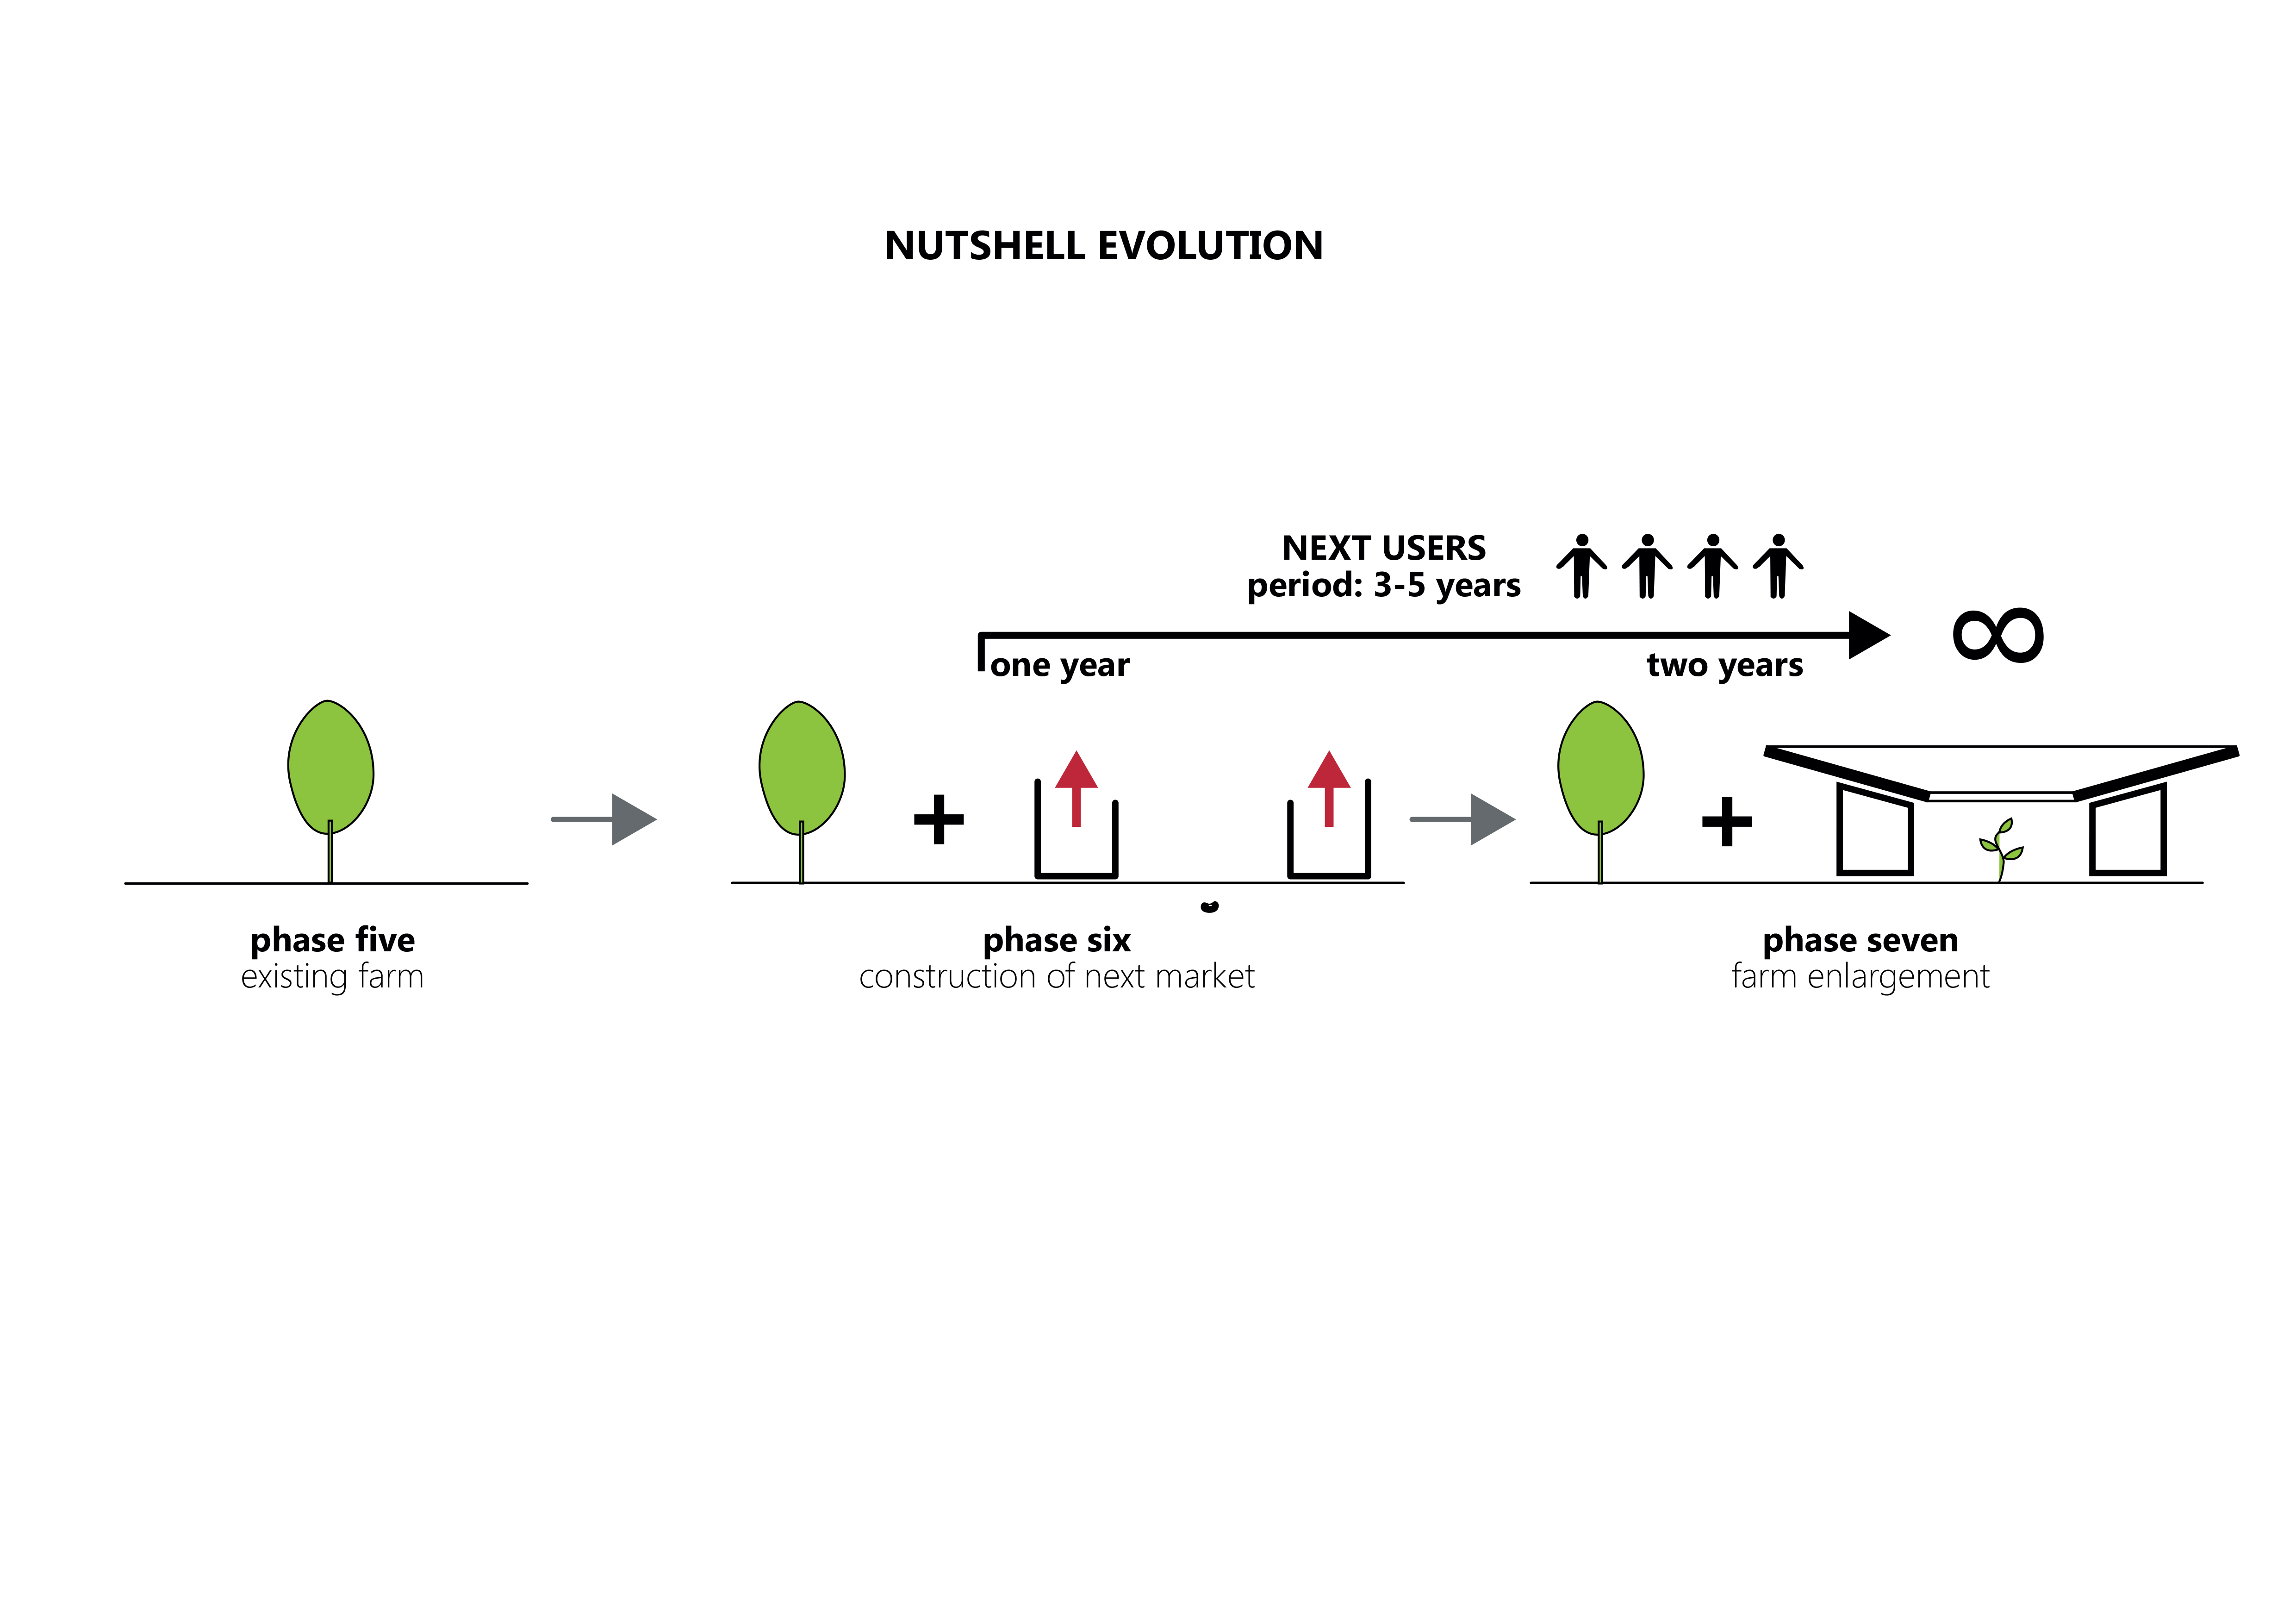 NUTSHELL EVOLUTION
NEXT USERS
period: 3-5 years
one year
two years
∞
+
+
phase five
existing farm
phase six
construction of next market
phase seven
farm enlargement